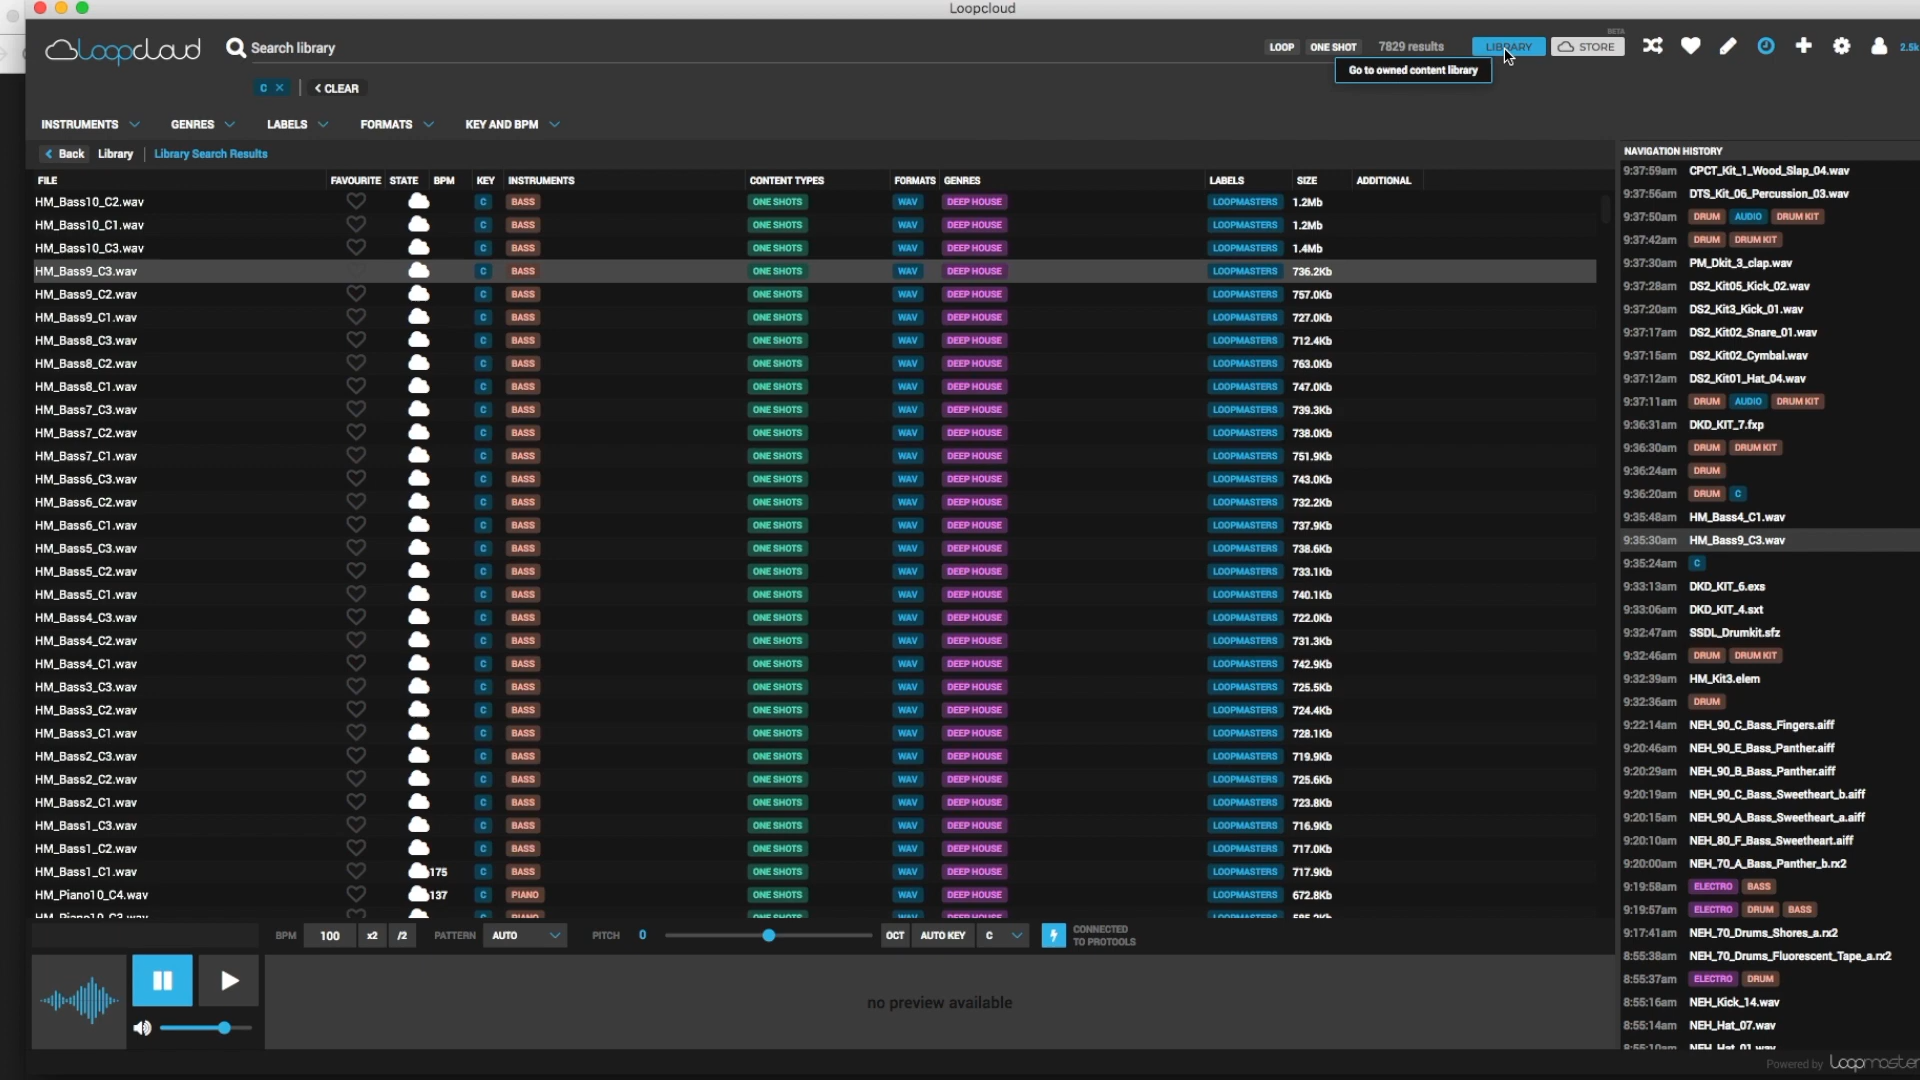 Loopcloud
Loopcloud Search library LOOP ONE SHOT 7829 results LIBRARY BETA STORE 2.5k
Go to owned content library
C × < CLEAR
INSTRUMENTS GENRES LABELS FORMATS KEY AND BPM
< Back Library Library Search Results
FILE FAVOURITE STATE BPM KEY INSTRUMENTS CONTENT TYPES FORMATS GENRES LABELS SIZE ADDITIONAL
HM_Bass10_C2.wav C BASS ONE SHOTS WAV DEEP HOUSE LOOPMASTERS 1.2Mb
HM_Bass10_C1.wav C BASS ONE SHOTS WAV DEEP HOUSE LOOPMASTERS 1.2Mb
HM_Bass10_C3.wav C BASS ONE SHOTS WAV DEEP HOUSE LOOPMASTERS 1.4Mb
HM_Bass9_C3.wav C BASS ONE SHOTS WAV DEEP HOUSE LOOPMASTERS 736.2Kb
HM_Bass9_C2.wav C BASS ONE SHOTS WAV DEEP HOUSE LOOPMASTERS 757.0Kb
HM_Bass9_C1.wav C BASS ONE SHOTS WAV DEEP HOUSE LOOPMASTERS 727.0Kb
HM_Bass8_C3.wav C BASS ONE SHOTS WAV DEEP HOUSE LOOPMASTERS 712.4Kb
HM_Bass8_C2.wav C BASS ONE SHOTS WAV DEEP HOUSE LOOPMASTERS 763.0Kb
HM_Bass8_C1.wav C BASS ONE SHOTS WAV DEEP HOUSE LOOPMASTERS 747.0Kb
HM_Bass7_C3.wav C BASS ONE SHOTS WAV DEEP HOUSE LOOPMASTERS 739.3Kb
HM_Bass7_C2.wav C BASS ONE SHOTS WAV DEEP HOUSE LOOPMASTERS 738.0Kb
HM_Bass7_C1.wav C BASS ONE SHOTS WAV DEEP HOUSE LOOPMASTERS 751.9Kb
HM_Bass6_C3.wav C BASS ONE SHOTS WAV DEEP HOUSE LOOPMASTERS 743.0Kb
HM_Bass6_C2.wav C BASS ONE SHOTS WAV DEEP HOUSE LOOPMASTERS 732.2Kb
HM_Bass6_C1.wav C BASS ONE SHOTS WAV DEEP HOUSE LOOPMASTERS 737.9Kb
HM_Bass5_C3.wav C BASS ONE SHOTS WAV DEEP HOUSE LOOPMASTERS 738.6Kb
HM_Bass5_C2.wav C BASS ONE SHOTS WAV DEEP HOUSE LOOPMASTERS 733.1Kb
HM_Bass5_C1.wav C BASS ONE SHOTS WAV DEEP HOUSE LOOPMASTERS 740.1Kb
HM_Bass4_C3.wav C BASS ONE SHOTS WAV DEEP HOUSE LOOPMASTERS 722.0Kb
HM_Bass4_C2.wav C BASS ONE SHOTS WAV DEEP HOUSE LOOPMASTERS 731.3Kb
HM_Bass4_C1.wav C BASS ONE SHOTS WAV DEEP HOUSE LOOPMASTERS 742.9Kb
HM_Bass3_C3.wav C BASS ONE SHOTS WAV DEEP HOUSE LOOPMASTERS 725.5Kb
HM_Bass3_C2.wav C BASS ONE SHOTS WAV DEEP HOUSE LOOPMASTERS 724.4Kb
HM_Bass3_C1.wav C BASS ONE SHOTS WAV DEEP HOUSE LOOPMASTERS 728.1Kb
HM_Bass2_C3.wav C BASS ONE SHOTS WAV DEEP HOUSE LOOPMASTERS 719.9Kb
HM_Bass2_C2.wav C BASS ONE SHOTS WAV DEEP HOUSE LOOPMASTERS 725.6Kb
HM_Bass2_C1.wav C BASS ONE SHOTS WAV DEEP HOUSE LOOPMASTERS 723.8Kb
HM_Bass1_C3.wav C BASS ONE SHOTS WAV DEEP HOUSE LOOPMASTERS 716.9Kb
HM_Bass1_C2.wav C BASS ONE SHOTS WAV DEEP HOUSE LOOPMASTERS 717.0Kb
HM_Bass1_C1.wav 175 C BASS ONE SHOTS WAV DEEP HOUSE LOOPMASTERS 717.9Kb
HM_Piano10_C4.wav 137 C PIANO ONE SHOTS WAV DEEP HOUSE LOOPMASTERS 672.8Kb
NAVIGATION HISTORY
9:37:59am CPCT_Kit_1_Wood_Slap_04.wav
9:37:56am DTS_Kit_06_Percussion_03.wav
9:37:50am DRUM AUDIO DRUM KIT
9:37:42am DRUM DRUM KIT
9:37:30am PM_Dkit_3_clap.wav
9:37:28am DS2_Kit05_Kick_02.wav
9:37:20am DS2_Kit3_Kick_01.wav
9:37:17am DS2_Kit02_Snare_01.wav
9:37:15am DS2_Kit02_Cymbal.wav
9:37:12am DS2_Kit01_Hat_04.wav
9:37:11am DRUM AUDIO DRUM KIT
9:36:31am DKD_KIT_7.fxp
9:36:30am DRUM DRUM KIT
9:36:24am DRUM
9:36:20am DRUM C
9:35:48am HM_Bass4_C1.wav
9:35:30am HM_Bass9_C3.wav
9:35:24am C
9:33:13am DKD_KIT_6.exs
9:33:06am DKD_KIT_4.sxt
9:32:47am SSDL_Drumkit.sfz
9:32:46am DRUM DRUM KIT
9:32:39am HM_Kit3.elem
9:32:36am DRUM
9:22:14am NEH_90_C_Bass_Fingers.aiff
9:20:46am NEH_90_E_Bass_Panther.aiff
9:20:29am NEH_90_B_Bass_Panther.aiff
9:20:19am NEH_90_C_Bass_Sweetheart_b.aiff
9:20:15am NEH_90_A_Bass_Sweetheart_a.aiff
9:20:10am NEH_80_F_Bass_Sweetheart.aiff
9:20:00am NEH_70_A_Bass_Panther_b.rx2
9:19:58am ELECTRO BASS
9:19:57am ELECTRO DRUM BASS
9:17:41am NEH_70_Drums_Shores_a.rx2
8:55:38am NEH_70_Drums_Fluorescent_Tape_a.rx2
8:55:37am ELECTRO DRUM
8:55:16am NEH_Kick_14.wav
8:55:14am NEH_Hat_07.wav
8:55:10am NEH_Hat_01.wav
BPM 100 x2 /2 PATTERN AUTO PITCH 0 OCT AUTO KEY C CONNECTED
TO PROTOOLS
no preview available
Powered by Loopmaster